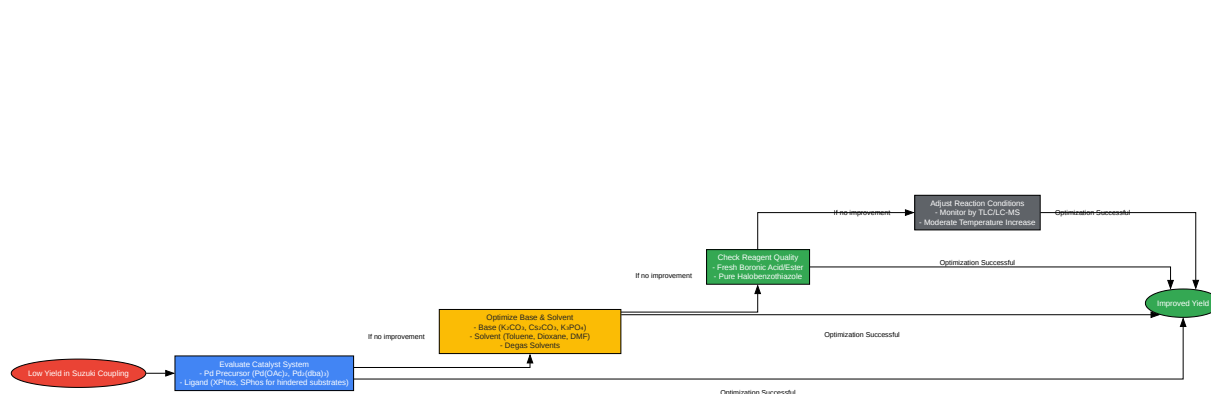 Low Yield in Suzuki Coupling
Evaluate Catalyst System
- Pd Precursor (Pd(OAc)₂, Pd₂(dba)₃)
- Ligand (XPhos, SPhos for hindered substrates)
If no improvement
Optimize Base & Solvent
- Base (K₂CO₃, Cs₂CO₃, K₃PO₄)
- Solvent (Toluene, Dioxane, DMF)
- Degas Solvents
If no improvement
Check Reagent Quality
- Fresh Boronic Acid/Ester
- Pure Halobenzothiazole
If no improvement
Adjust Reaction Conditions
- Monitor by TLC/LC-MS
- Moderate Temperature Increase
Optimization Successful
Optimization Successful
Optimization Successful
Optimization Successful
Improved Yield